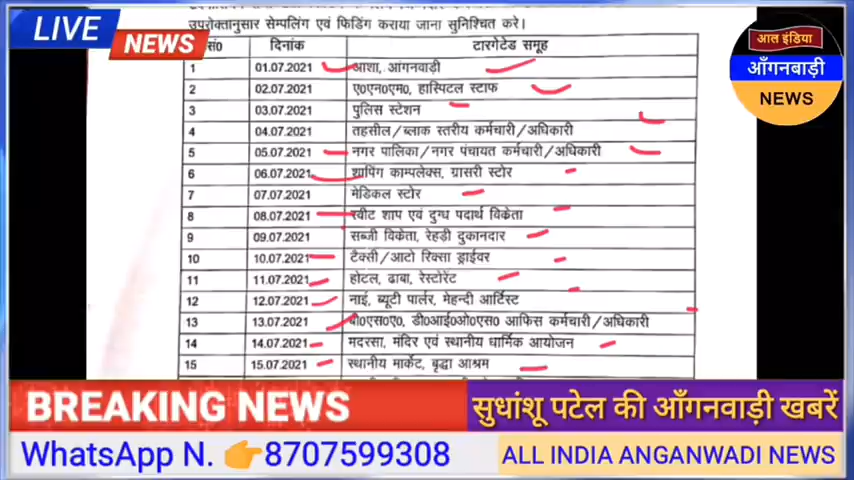 LIVE
NEWS
उपरोक्तानुसार सेम्पलिंग एवं फिडिंग कराया जाना सुनिश्चित करे।
सं0 दिनांक टारगेटेड समूह
1 01.07.2021 आशा, आंगनवाड़ी
2 02.07.2021 ए0एन0एम0, हास्पिटल स्टाफ
3 03.07.2021 पुलिस स्टेशन
4 04.07.2021 तहसील/ब्लाक स्तरीय कर्मचारी/अधिकारी
5 05.07.2021 नगर पालिका/नगर पंचायत कर्मचारी/अधिकारी
6 06.07.2021 शापिंग काम्पलेक्स, ग्रासरी स्टोर
7 07.07.2021 मेडिकल स्टोर
8 08.07.2021 स्वीट शाप एवं दुग्ध पदार्थ विकेता
9 09.07.2021 सब्जी विकेता, रेहडी दुकानदार
10 10.07.2021 टैक्सी/आटो रिक्सा ड्राईवर
11 11.07.2021 होटल, ढाबा, रेस्टोरेंट
12 12.07.2021 नाई, ब्यूटी पार्लर, मेहन्दी आर्टिस्ट
13 13.07.2021 बी0एस0ए0, डी0आई0ओ0एस0 आफिस कर्मचारी/अधिकारी
14 14.07.2021 मदरसा, मंदिर एवं स्थानीय धार्मिक आयोजन
15 15.07.2021 स्थानीय मार्केट, बृद्धा आश्रम
आल इंडिया
आँगनबाड़ी
NEWS
BREAKING NEWS
सुधांशू पटेल की आँगनवाड़ी खबरें
WhatsApp N. 👉8707599308
ALL INDIA ANGANWADI NEWS